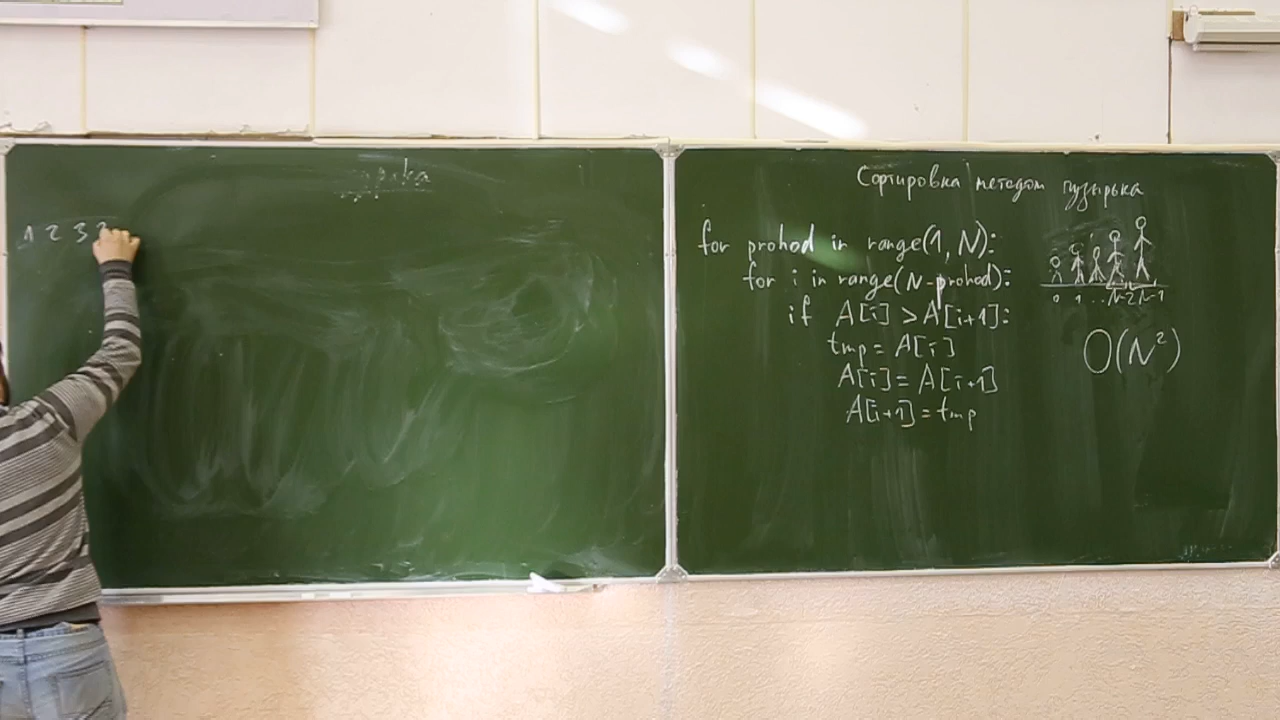 1 2 3
Сортировка методом пузырька
for prohod in range(1, N):
for i in range(N-prohod):
if A[i] > A[i+1]:
tmp = A[i]
A[i] = A[i+1]
A[i+1] = tmp
0 1 ... N-2 N-1
O(N²)